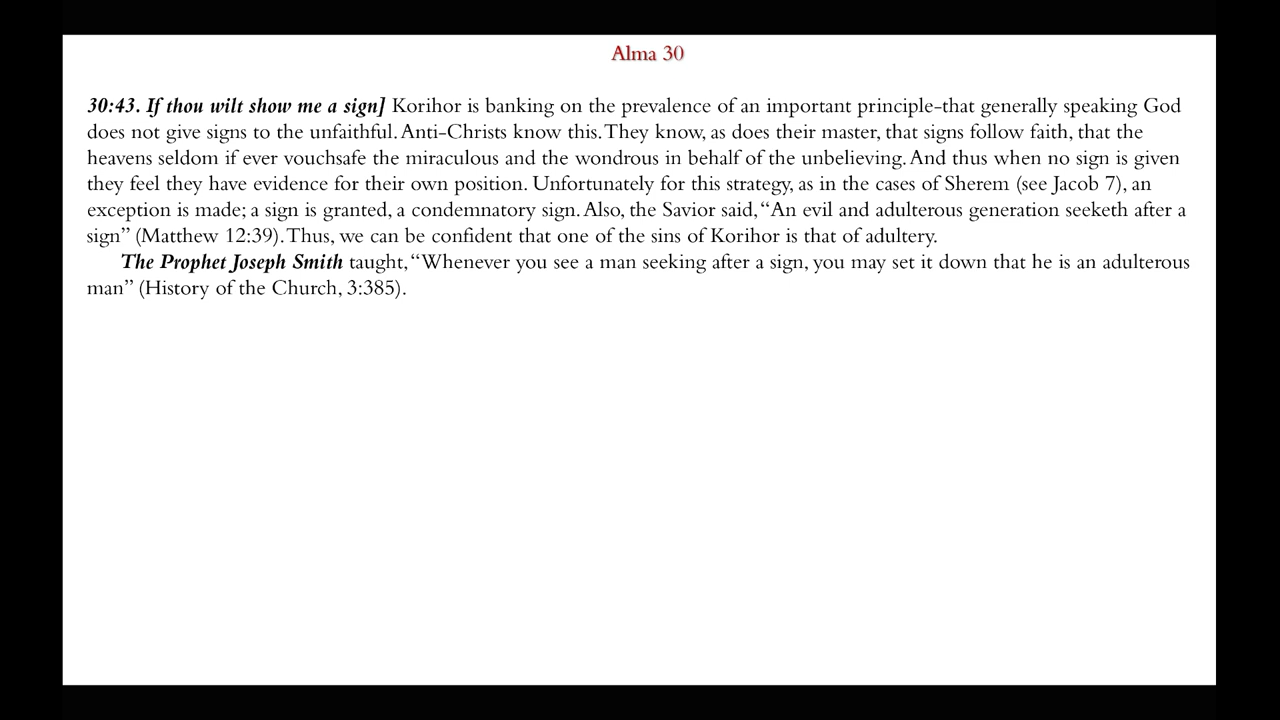 Alma 30
30:43. If thou wilt show me a sign] Korihor is banking on the prevalence of an important principle-that generally speaking God
does not give signs to the unfaithful. Anti-Christs know this. They know, as does their master, that signs follow faith, that the
heavens seldom if ever vouchsafe the miraculous and the wondrous in behalf of the unbelieving. And thus when no sign is given
they feel they have evidence for their own position. Unfortunately for this strategy, as in the cases of Sherem (see Jacob 7), an
exception is made; a sign is granted, a condemnatory sign. Also, the Savior said, “An evil and adulterous generation seeketh after a
sign” (Matthew 12:39). Thus, we can be confident that one of the sins of Korihor is that of adultery.
The Prophet Joseph Smith taught, “Whenever you see a man seeking after a sign, you may set it down that he is an adulterous
man” (History of the Church, 3:385).